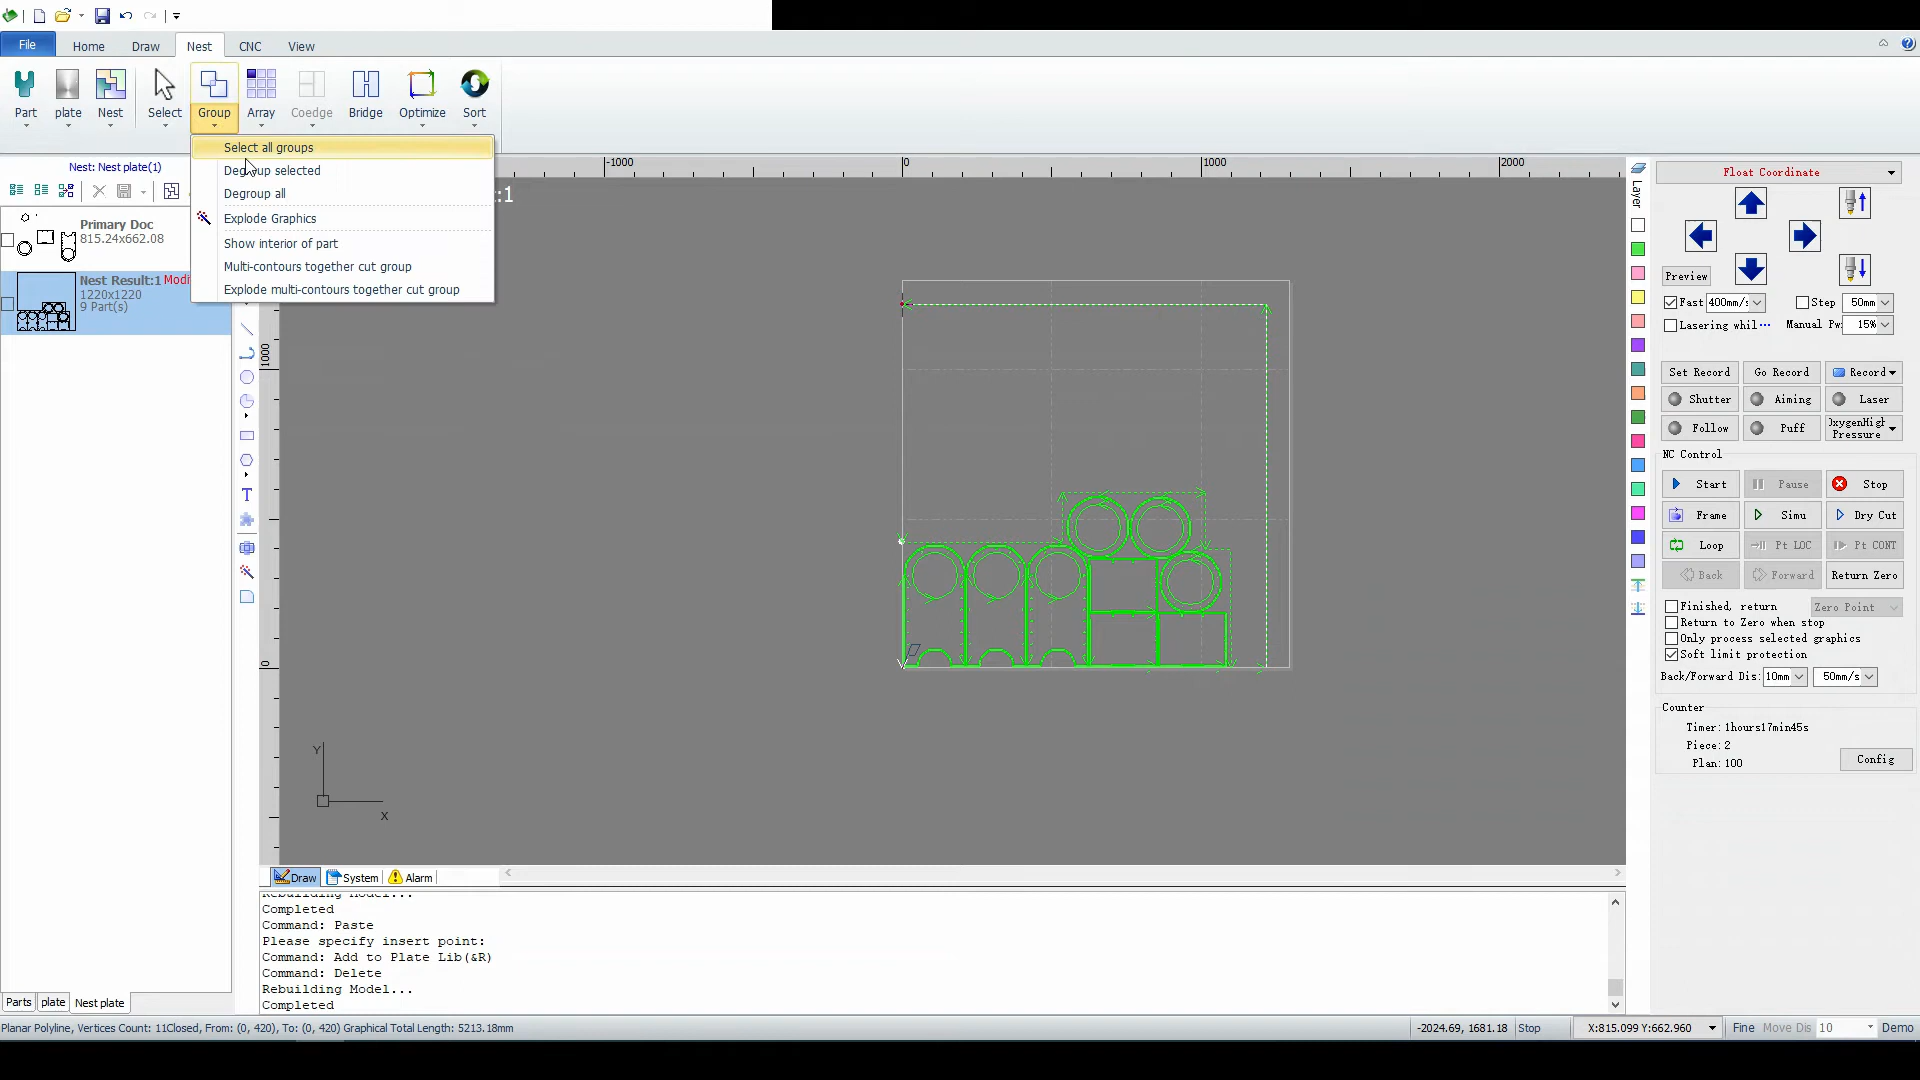 File Home Draw Nest CNC View
Part plate Nest Select Group Array Coedge Bridge Optimize Sort
Select all groups
Degroup selected
Degroup all
Explode Graphics
Show interior of part
Multi-contours together cut group
Explode multi-contours together cut group
Nest: Nest plate(1)
Primary Doc
815.24x662.08
Nest Result:1 Modi
1220x1220
9 Part(s)
-1000 0 1000 2000
:1
1000
0
Y
X
Layer
Float Coordinate
Preview
Fast 400mm/s Step 50mm
Lasering whil··· Manual Pw: 15%
Set Record Go Record Record
Shutter Aiming Laser
Follow Puff OxygenHigh Pressure
NC Control
Start Pause Stop
Frame Simu Dry Cut
Loop Pt LOC Pt CONT
Back Forward Return Zero
Finished, return Zero Point
Return to Zero when stop
Only process selected graphics
Soft limit protection
Back/Forward Dis: 10mm 50mm/s
Counter
Timer: 1hours17min45s
Piece: 2
Plan: 100
Config
Draw System Alarm
Rebuilding Model...
Completed
Command: Paste
Please specify insert point:
Command: Add to Plate Lib(&R)
Command: Delete
Rebuilding Model...
Completed
Parts plate Nest plate
Planar Polyline, Vertices Count: 11Closed, From: (0, 420), To: (0, 420) Graphical Total Length: 5213.18mm
-2024.69, 1681.18 Stop X:815.099 Y:662.960 Fine Move Dis 10 Demo